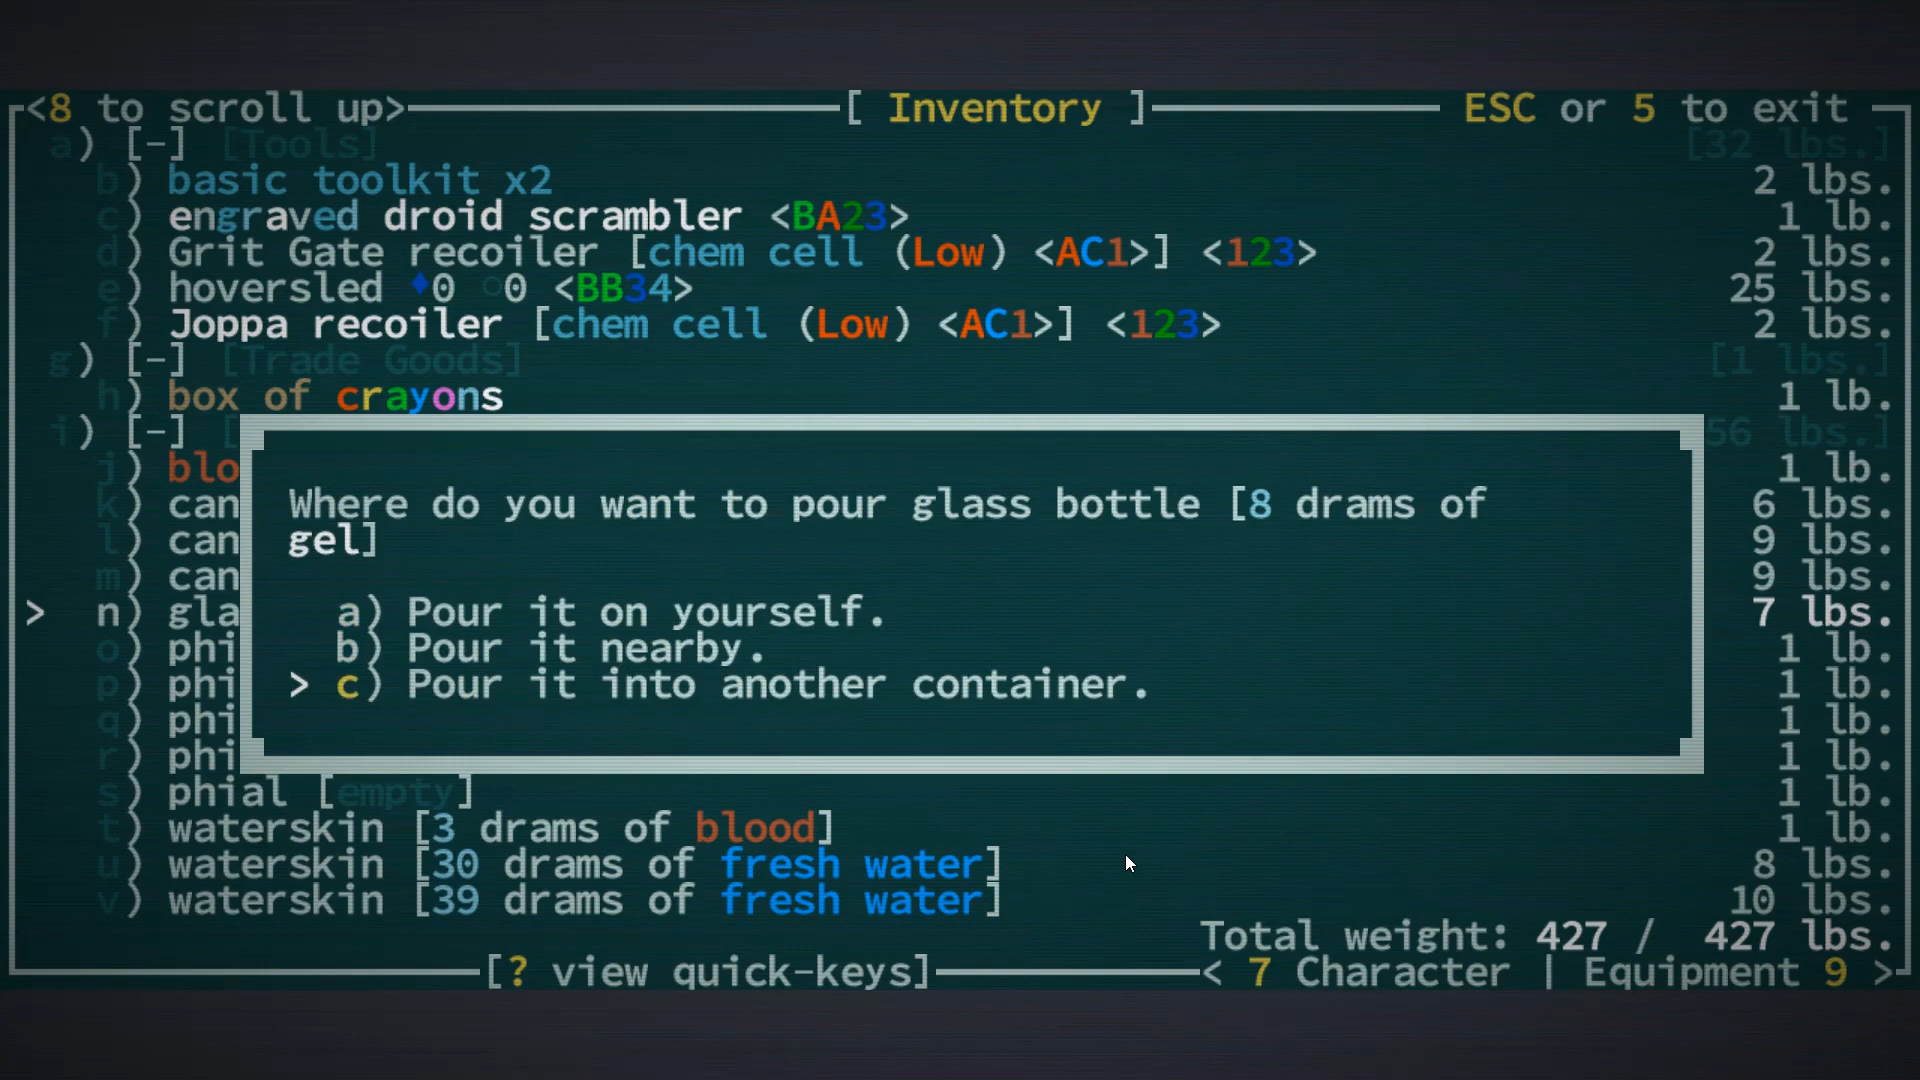 <8 to scroll up> [ Inventory ] ESC or 5 to exit
a) [-] [Tools] [32 lbs.]
b) basic toolkit x2 2 lbs.
c) engraved droid scrambler <BA23> 1 lb.
d) Grit Gate recoiler [chem cell (Low) <AC1>] <123> 2 lbs.
e) hoversled ♦0 ○0 <BB34> 25 lbs.
f) Joppa recoiler [chem cell (Low) <AC1>] <123> 2 lbs.
g) [-] [Trade Goods] [1 lbs.]
h) box of crayons 1 lb.
i) [-] [ 56 lbs.]
j) blo 1 lb.
k) can 6 lbs.
l) can 9 lbs.
m) can 9 lbs.
> n) gla 7 lbs.
o) phi 1 lb.
p) phi 1 lb.
q) phi 1 lb.
r) phi 1 lb.
s) phial [empty] 1 lb.
t) waterskin [3 drams of blood] 1 lb.
u) waterskin [30 drams of fresh water] 8 lbs.
v) waterskin [39 drams of fresh water] 10 lbs.
Where do you want to pour glass bottle [8 drams of
gel]
a) Pour it on yourself.
b) Pour it nearby.
> c) Pour it into another container.
Total weight: 427 / 427 lbs.
[? view quick-keys] < 7 Character | Equipment 9 >